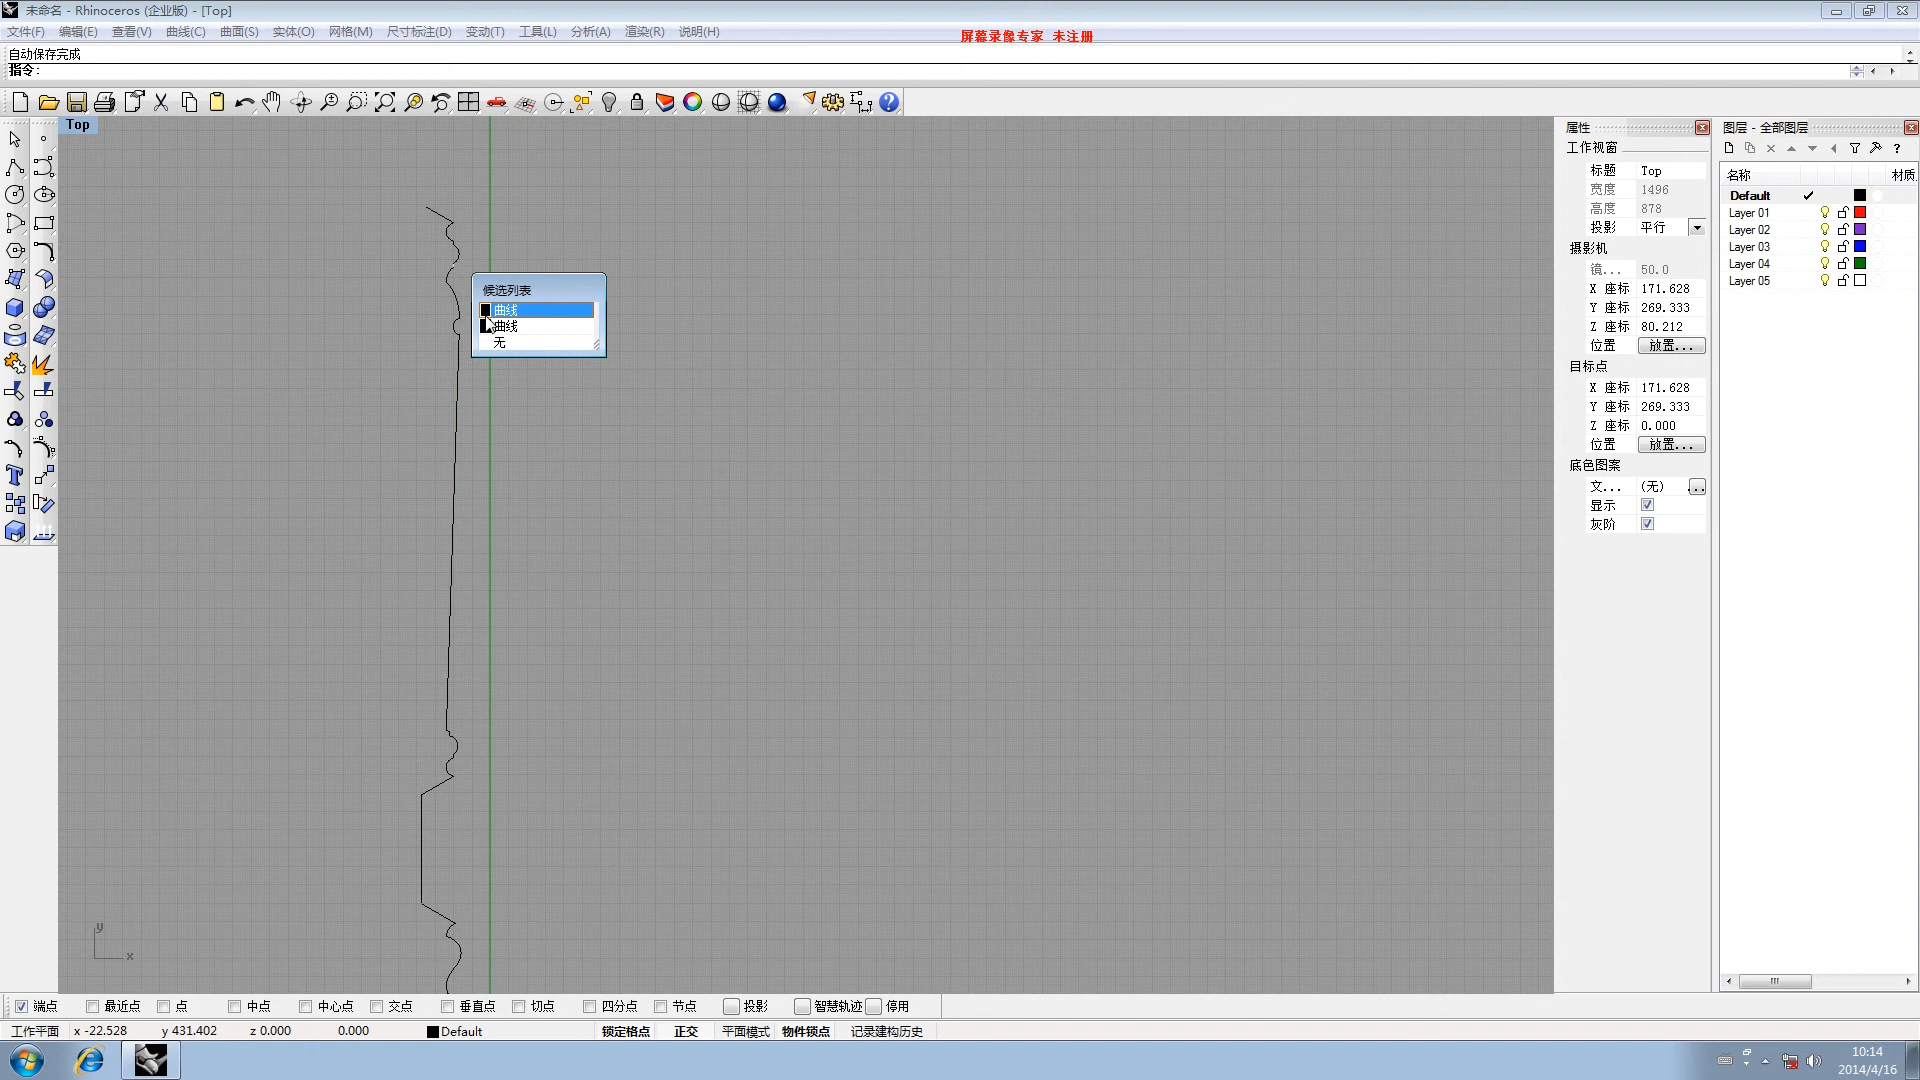 未命名 - Rhinoceros (企业版) - [Top]
文件(F) 编辑(E) 查看(V) 曲线(C) 曲面(S) 实体(O) 网格(M) 尺寸标注(D) 变动(T) 工具(L) 分析(A) 渲染(R) 说明(H)
屏幕录像专家 未注册
自动保存完成
指令:
Top
候选列表
曲线
曲线
无
y
x
属性
工作视窗
标题 Top
宽度 1496
高度 878
投影 平行
摄影机
镜... 50.0
X 座标 171.628
Y 座标 269.333
Z 座标 80.212
位置 放置...
目标点
X 座标 171.628
Y 座标 269.333
Z 座标 0.000
位置 放置...
底色图案
文... (无) ...
显示
灰阶
图层 - 全部图层
名称 材质
Default
Layer 01
Layer 02
Layer 03
Layer 04
Layer 05
端点 最近点 点 中点 中心点 交点 垂直点 切点 四分点 节点 投影 智慧轨迹 停用
工作平面 x -22.528 y 431.402 z 0.000 0.000 Default 锁定格点 正交 平面模式 物件锁点 记录建构历史
10:14
2014/4/16